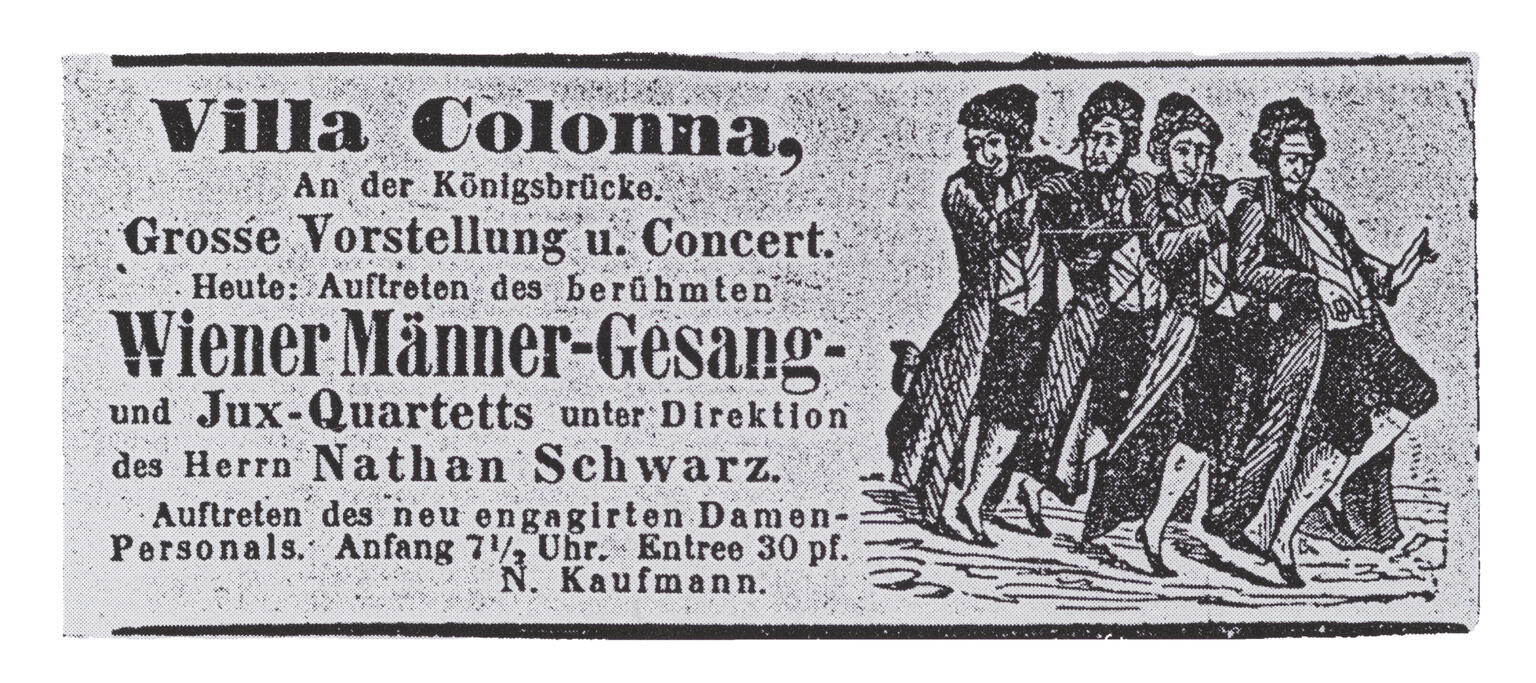 Villa Colonna,
An der Königsbrücke.
Grosse Vorstellung u. Concert.
Heute: Auftreten des berühmten
Wiener Männer-Gesang-
und Jux-Quartetts unter Direktion
des Herrn Nathan Schwarz.
Auftreten des neu engagirten Damen-
Personals. Anfang 7½ Uhr. Entree 30 pf.
N. Kaufmann.